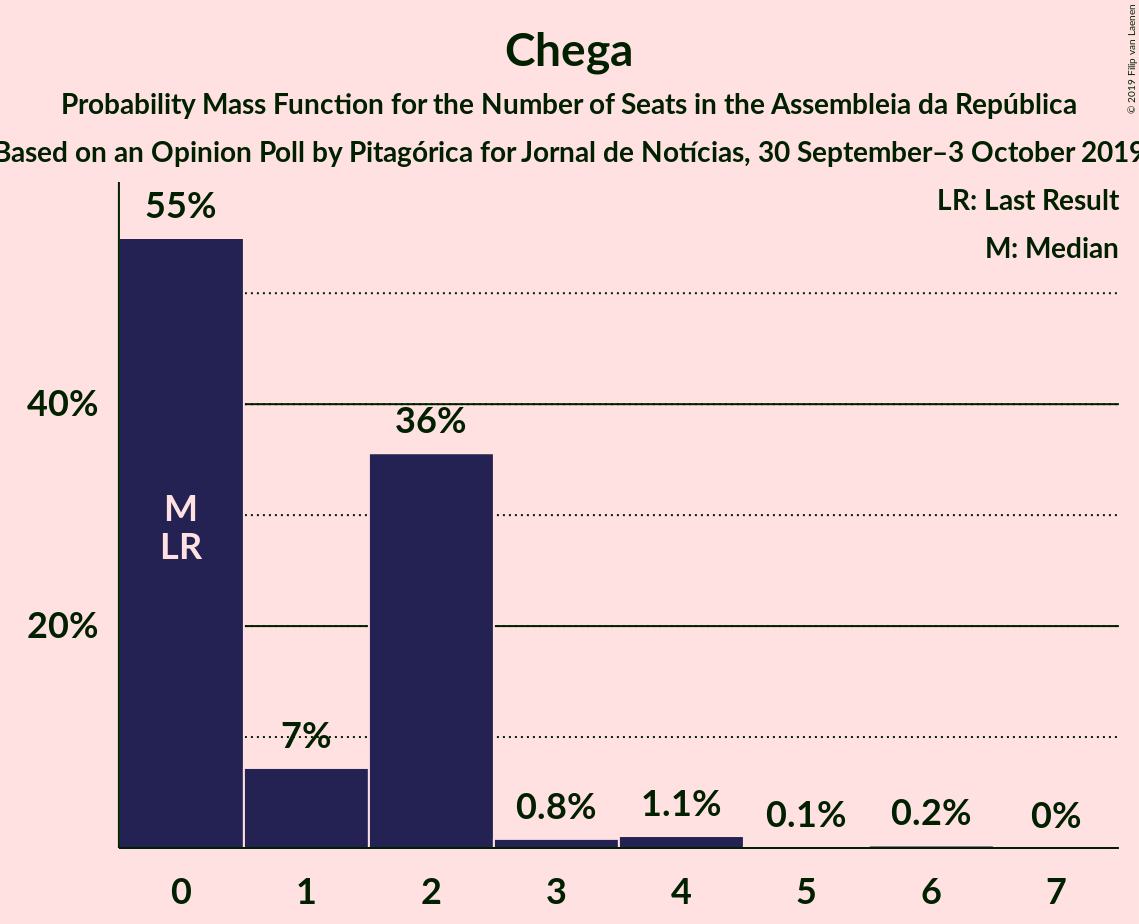 Chega
Probability Mass Function for the Number of Seats in the Assembleia da República
Based on an Opinion Poll by Pitagórica for Jornal de Notícias, 30 September–3 October 2019
© 2019 Filip van Laenen
LR: Last Result
M: Median
55%
40%
36%
M
LR
20%
7%
0.8%
1.1%
0.1%
0.2%
0%
0 1 2 3 4 5 6 7